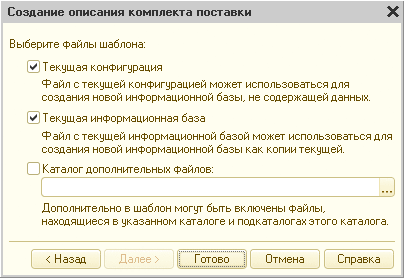 Создание описания комплекта поставки
Выберите файлы шаблона:
Текущая конфигурация
Файл с текущей конфигурацией может использоваться для
создания новой информационной базы, не содержащей данных.
Текущая информационная база
Файл с текущей информационной базой может использоваться для
создания новой информационной базы как копии текущей.
Каталог дополнительных файлов:
...
Дополнительно в шаблон могут быть включены файлы,
находящиеся в указанном каталоге и подкаталогах этого каталога.
< Назад Далее > Готово Отмена Справка